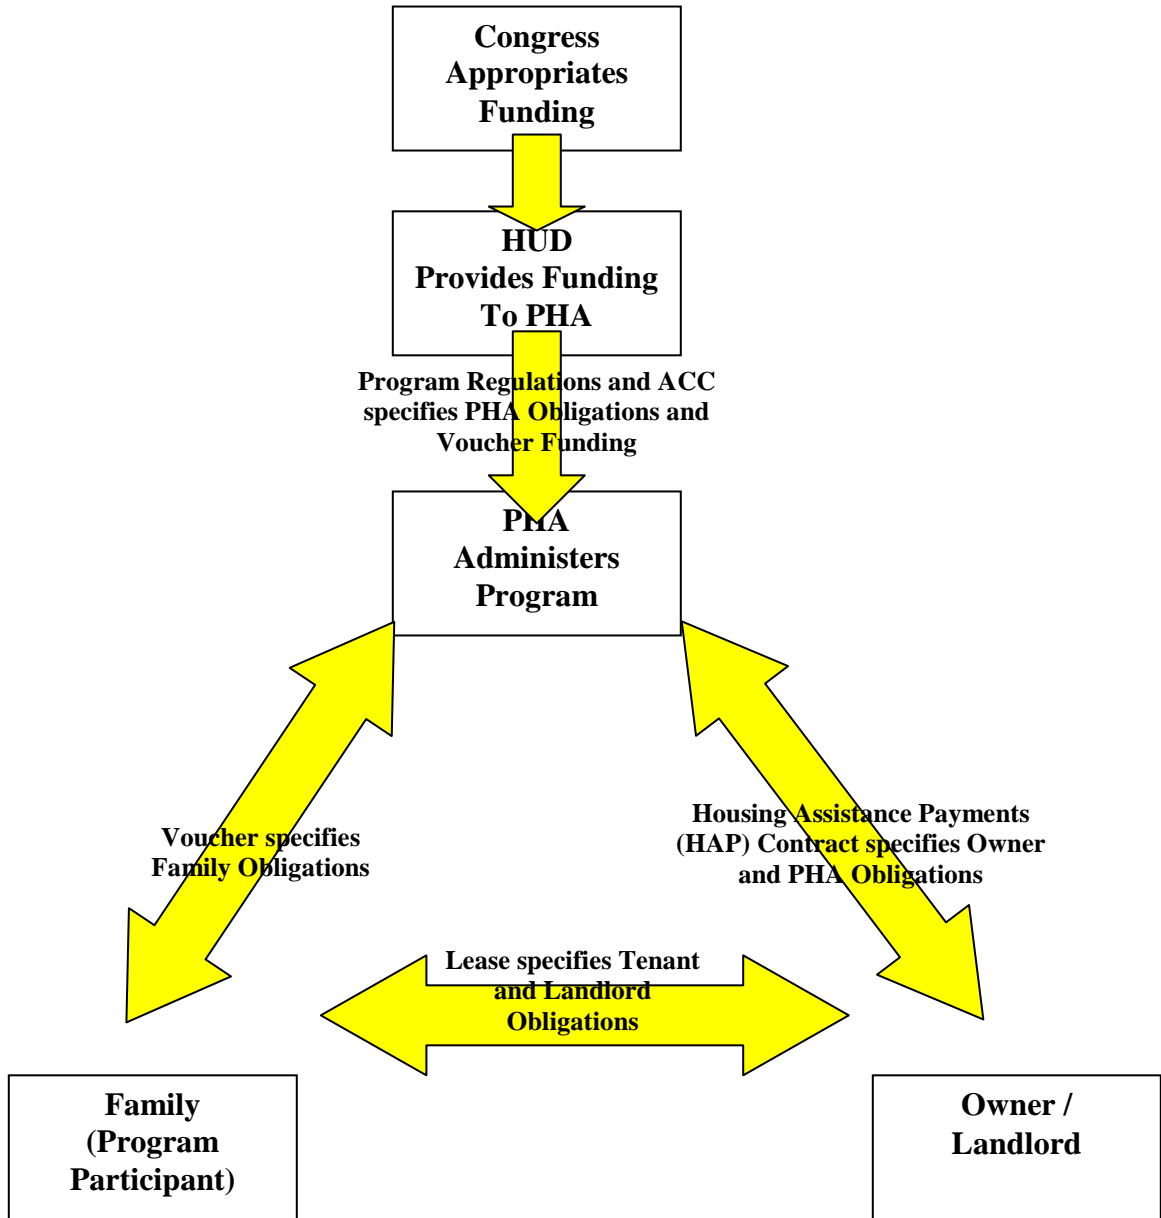 Congress
Appropriates
Funding
HUD
Provides Funding
To PHA
Program Regulations and ACC
specifies PHA Obligations and
Voucher Funding
PHA
Administers
Program
Voucher specifies
Family Obligations
Housing Assistance Payments
(HAP) Contract specifies Owner
and PHA Obligations
Lease specifies Tenant
and Landlord
Obligations
Family
(Program
Participant)
Owner /
Landlord